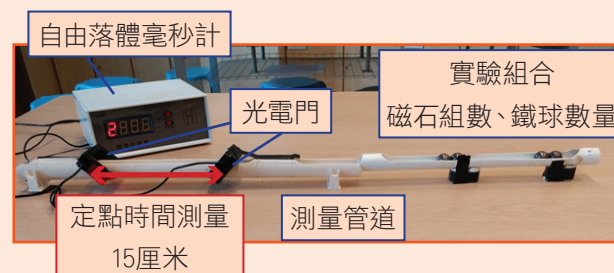 自由落體毫秒計
光電門
實驗組合
磁石組數、鐵球數量
定點時間測量
15厘米
測量管道